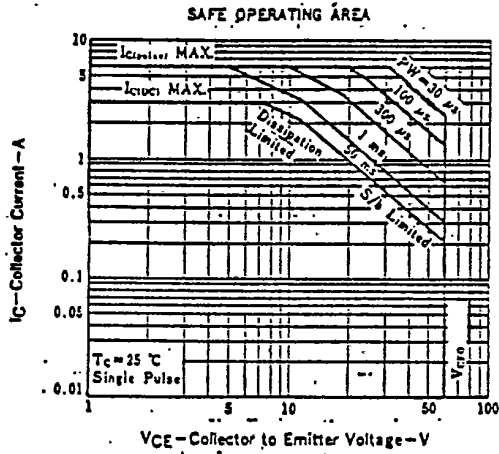 SAFE OPERATING AREA
10
5
1
0.5
0.1
0.05
0.01
IC-Collector Current-A
IC(pulse) MAX.
IC(DC) MAX.
PW=30 μs
100 μs
300 μs
1 ms
50 ms
Dissipation
Limited
S/b Limited
VCEO
TC=25 °C
Single Pulse
1
5
10
50
100
VCE-Collector to Emitter Voltage-V